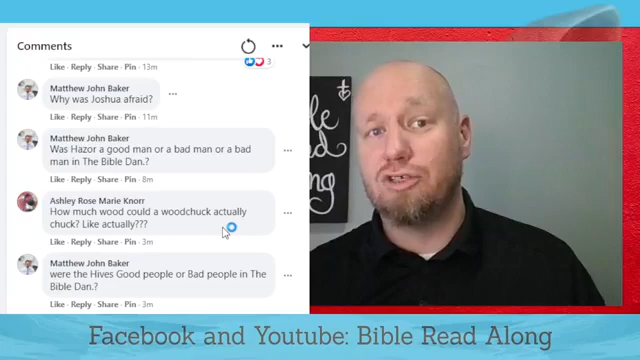 Comments
3
Like · Reply · Share · Pin · 13m
Matthew John Baker
Why was Joshua afraid?
Like · Reply · Share · Pin · 11m
Matthew John Baker
Was Hazor a good man or a bad man or a bad
man in The Bible Dan.?
Like · Reply · Share · Pin · 8m
Ashley Rose Marie Knorr
How much wood could a woodchuck actually
chuck? Like actually???
Like · Reply · Share · Pin · 3m
Matthew John Baker
were the Hives Good people or Bad people in The
Bible Dan.?
Like · Reply · Share · Pin · 3m
Facebook and Youtube: Bible Read Along